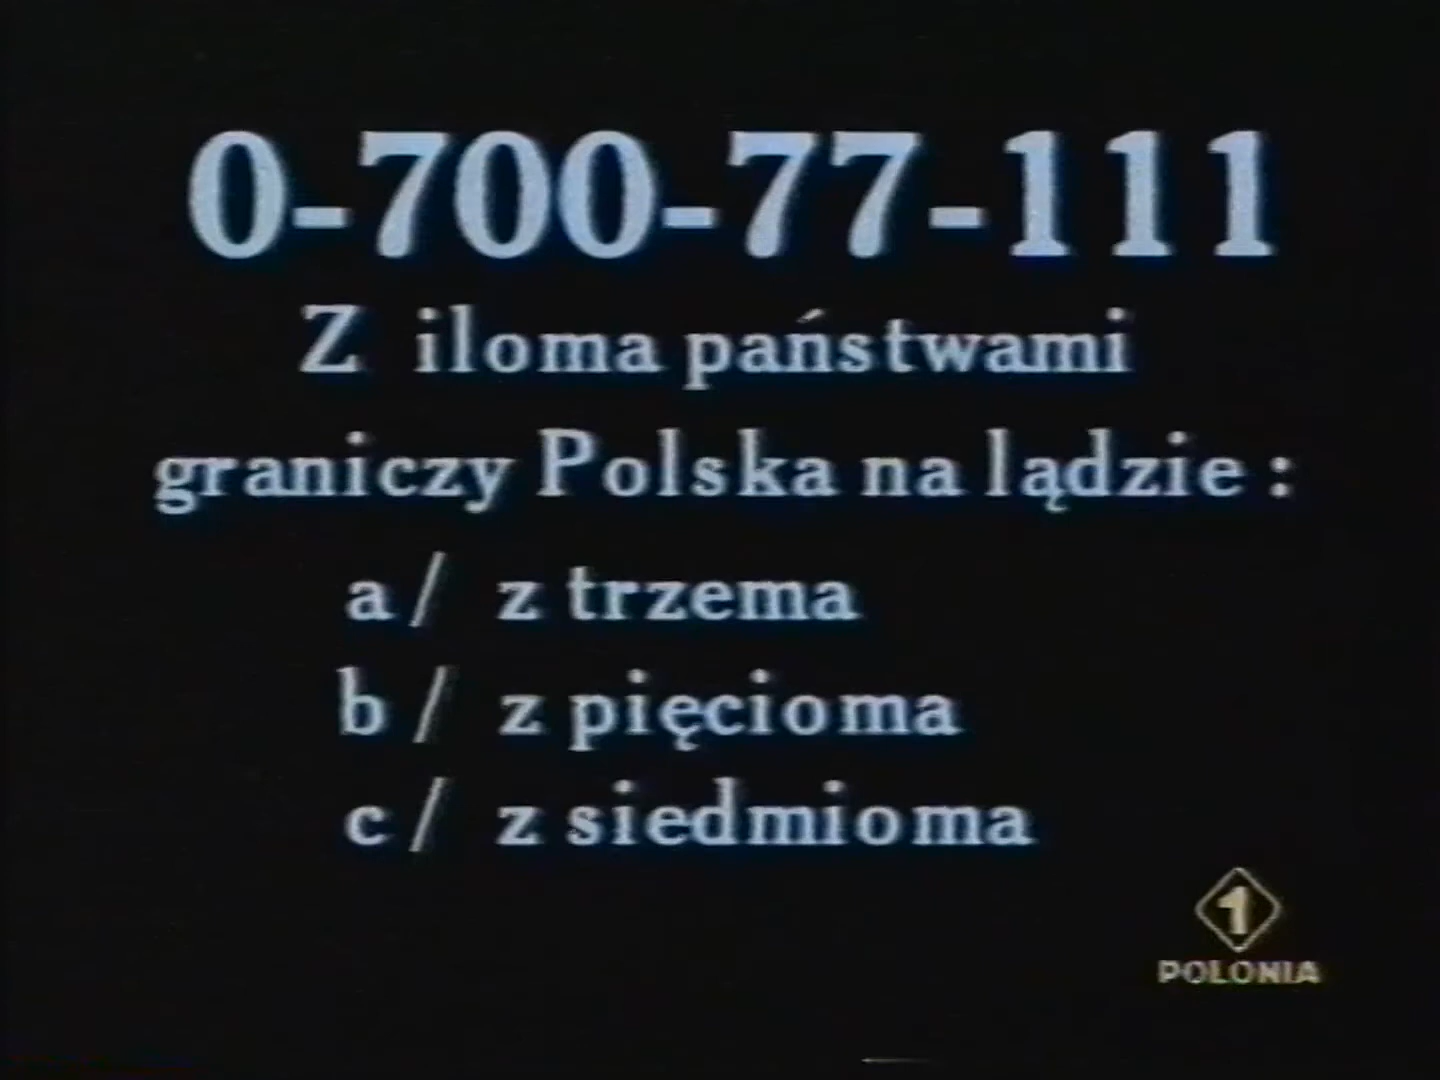 0-700-77-111
Z iloma państwami
graniczy Polska na lądzie :
a/ z trzema
b/ z pięcioma
c/ z siedmioma
1
POLONIA